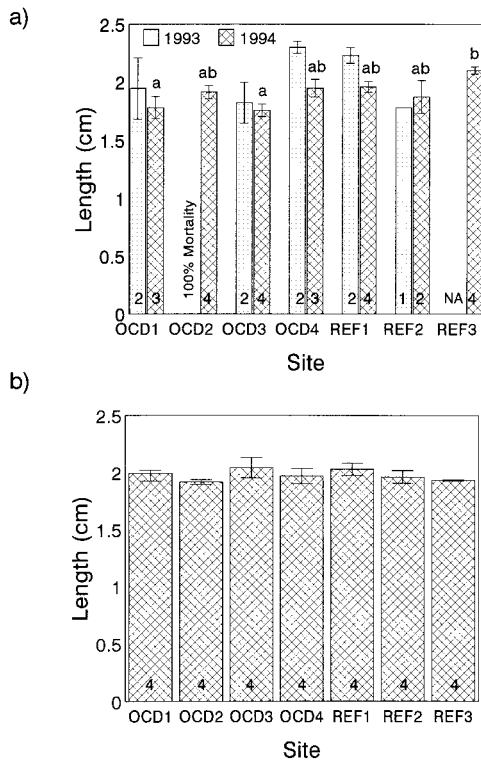 a)
1993 1994
Length (cm)
2.5
2
1.5
1
0.5
0
a ab a ab ab ab b
100% Mortality
2 3 4 2 4 2 3 2 4 1 2 NA 4
OCD1 OCD2 OCD3 OCD4 REF1 REF2 REF3
Site
b)
Length (cm)
2.5
2
1.5
1
0.5
0
4 4 4 4 4 4 4
OCD1 OCD2 OCD3 OCD4 REF1 REF2 REF3
Site